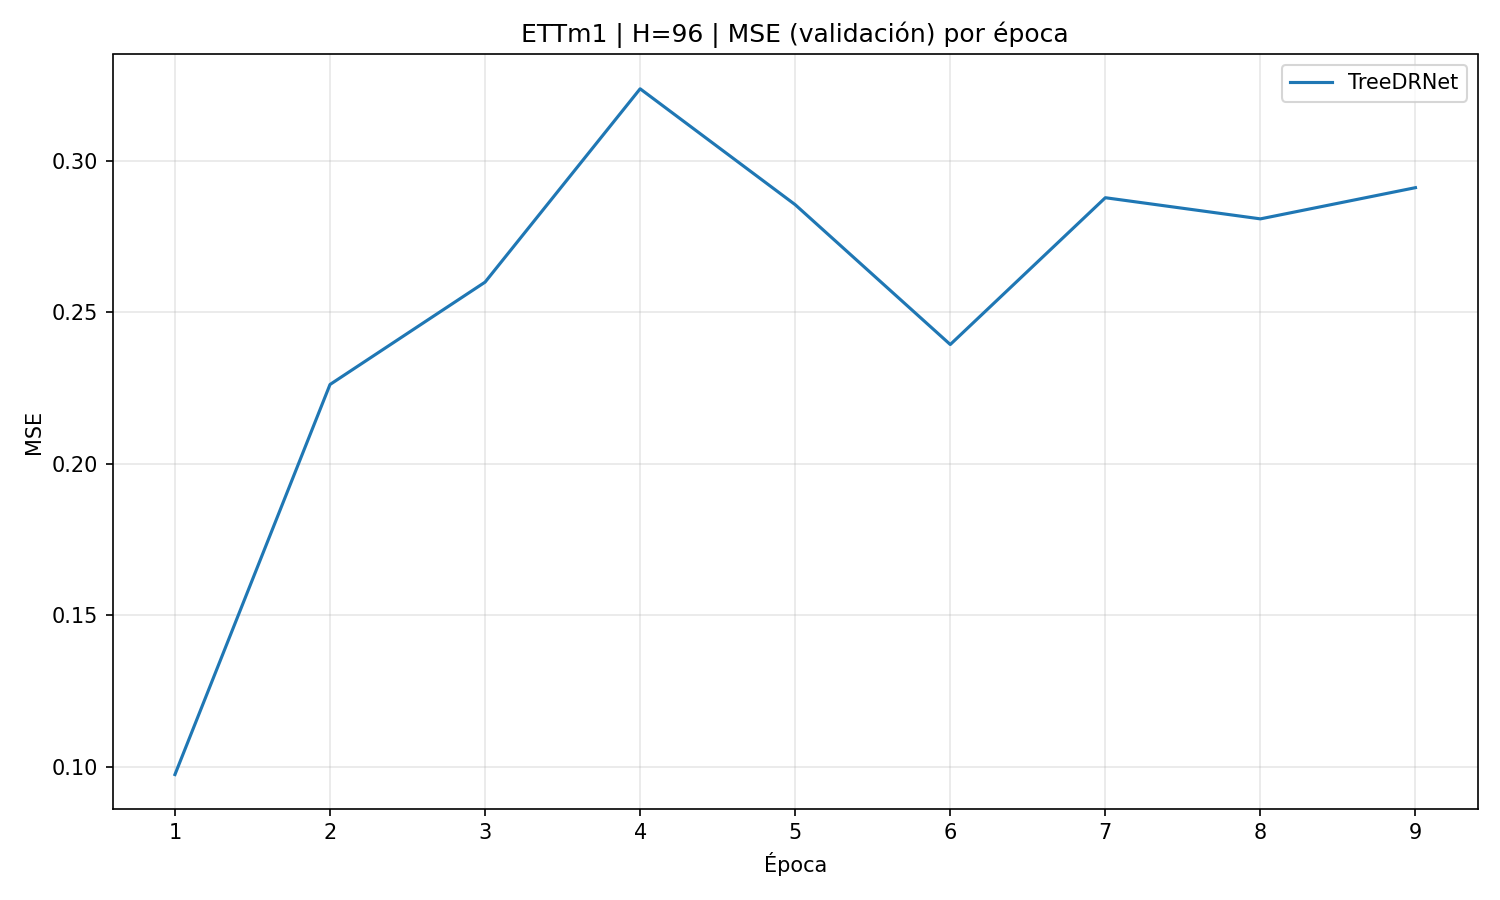 ETTm1 | H=96 | MSE (validación) por época
TreeDRNet
MSE
0.30
0.25
0.20
0.15
0.10
1 2 3 4 5 6 7 8 9
Época